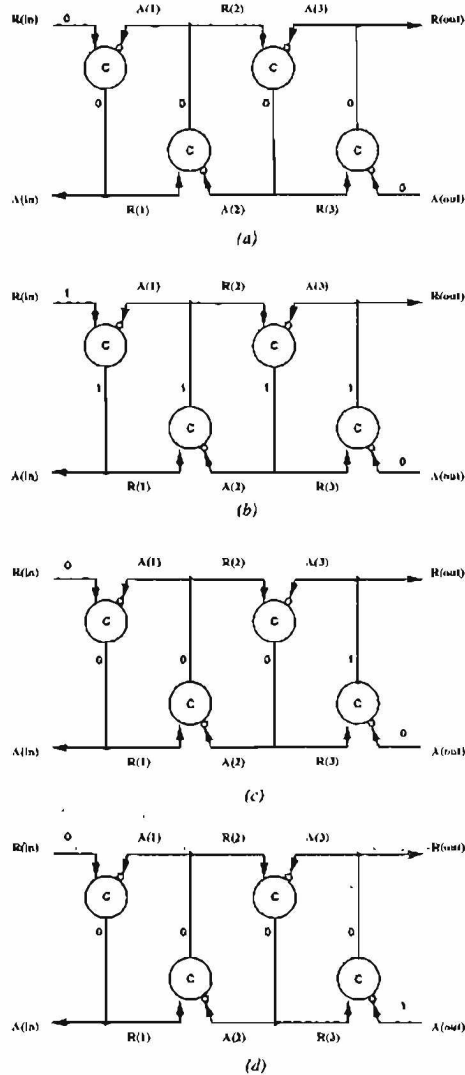 R(in) 0 A(1) R(2) A(3) R(out)
C C
0 0 0 0
C C
0
A(in) R(1) A(2) R(3) A(out)
(a)
R(in) 1 A(1) R(2) A(3) R(out)
C C
1 1 1 1
C C
0
A(in) R(1) A(2) R(3) A(out)
(b)
0 A(1) R(2) A(3)
R(in) R(out)
C C
0 0 0 1
C C
0
A(in) R(1) A(2) R(3) A(out)
(c)
0 A(1) R(2) A(3)
R(in) R(out)
C C
0 0 0 0
C C
1
A(in) R(1) A(2) R(3) A(out)
(d)